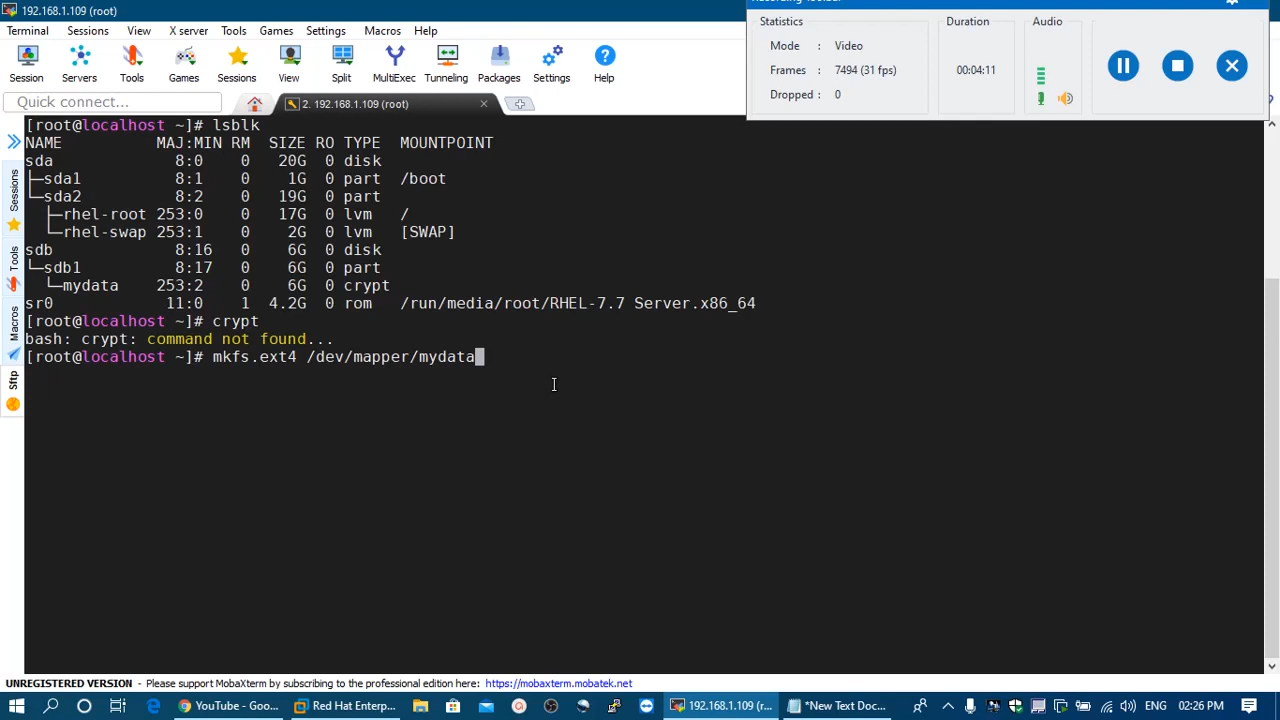 192.168.1.109 (root)
Terminal Sessions View X server Tools Games Settings Macros Help
Session Servers Tools Games Sessions View Split MultiExec Tunneling Packages Settings Help
Quick connect...
2. 192.168.1.109 (root)
Statistics Duration Audio
Mode : Video
Frames : 7494 (31 fps) 00:04:11
Dropped : 0
Sessions
Tools
Macros
Sftp
[root@localhost ~]# lsblk
NAME MAJ:MIN RM SIZE RO TYPE MOUNTPOINT
sda 8:0 0 20G 0 disk
├─sda1 8:1 0 1G 0 part /boot
└─sda2 8:2 0 19G 0 part
├─rhel-root 253:0 0 17G 0 lvm /
└─rhel-swap 253:1 0 2G 0 lvm [SWAP]
sdb 8:16 0 6G 0 disk
└─sdb1 8:17 0 6G 0 part
└─mydata 253:2 0 6G 0 crypt
sr0 11:0 1 4.2G 0 rom /run/media/root/RHEL-7.7 Server.x86_64
[root@localhost ~]# crypt
bash: crypt: command not found...
[root@localhost ~]# mkfs.ext4 /dev/mapper/mydata
UNREGISTERED VERSION - Please support MobaXterm by subscribing to the professional edition here: https://mobaxterm.mobatek.net
YouTube - Goo... Red Hat Enterp... 192.168.1.109 (r... *New Text Docu... ENG 02:26 PM